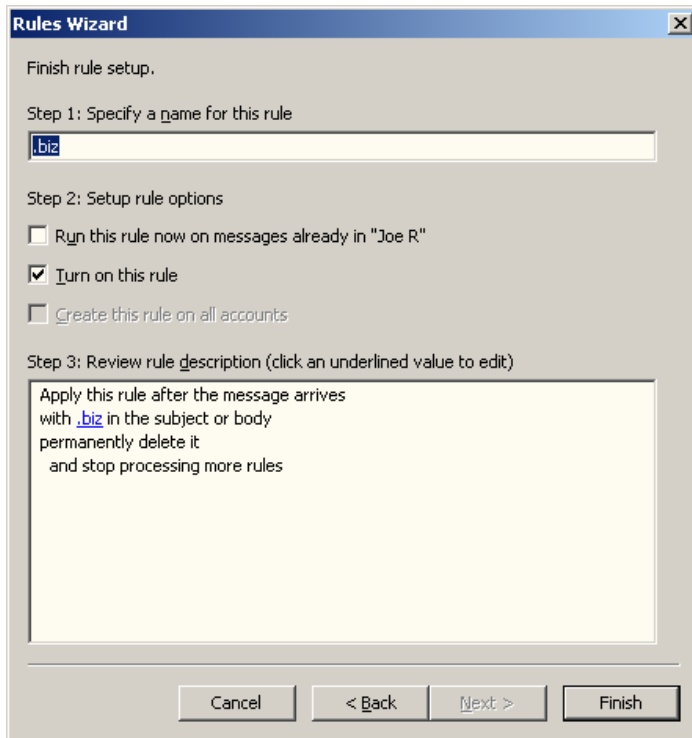 Rules Wizard
Finish rule setup.
Step 1: Specify a name for this rule
.biz
Step 2: Setup rule options
Run this rule now on messages already in "Joe R"
Turn on this rule
Create this rule on all accounts
Step 3: Review rule description (click an underlined value to edit)
Apply this rule after the message arrives
with .biz in the subject or body
permanently delete it
and stop processing more rules
Cancel < Back Next > Finish